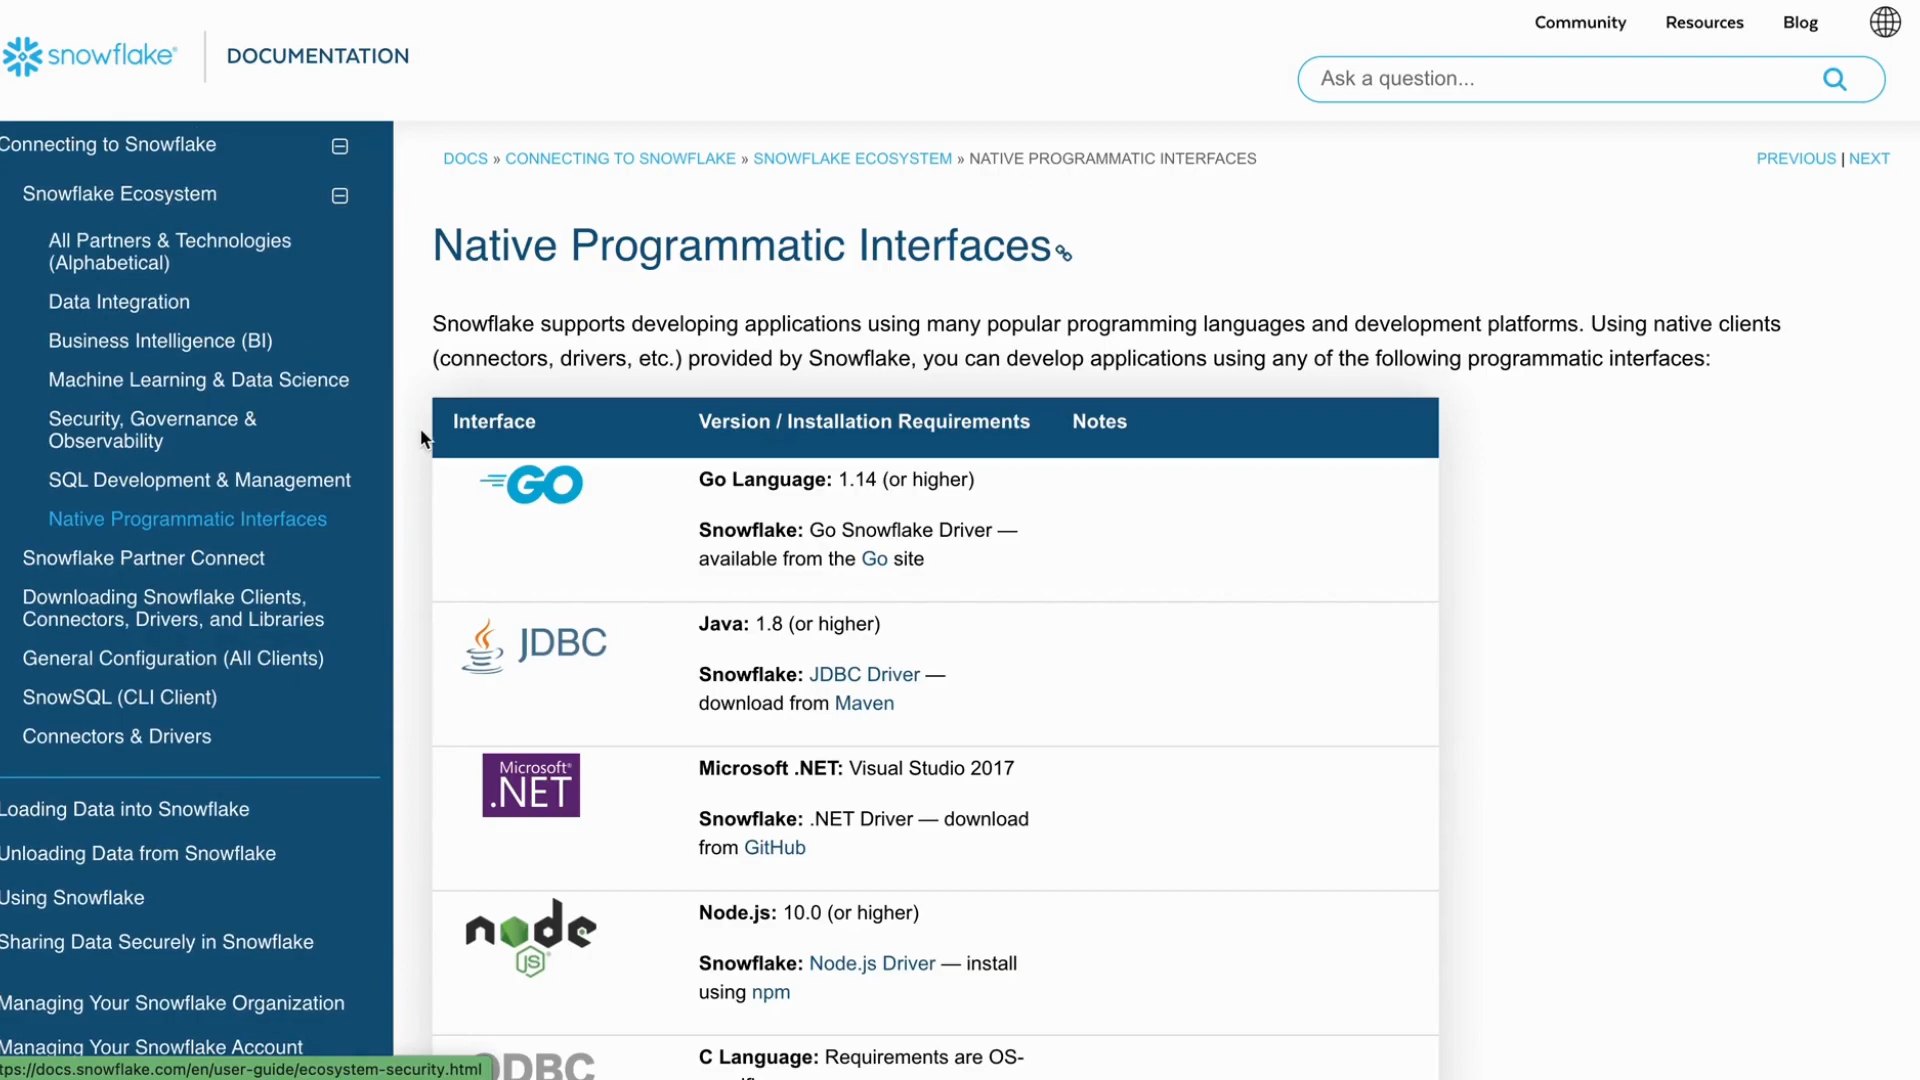 Community Resources Blog
snowflake® DOCUMENTATION
Ask a question...
Connecting to Snowflake
Snowflake Ecosystem
All Partners & Technologies
(Alphabetical)
Data Integration
Business Intelligence (BI)
Machine Learning & Data Science
Security, Governance &
Observability
SQL Development & Management
Native Programmatic Interfaces
Snowflake Partner Connect
Downloading Snowflake Clients,
Connectors, Drivers, and Libraries
General Configuration (All Clients)
SnowSQL (CLI Client)
Connectors & Drivers
Loading Data into Snowflake
Unloading Data from Snowflake
Using Snowflake
Sharing Data Securely in Snowflake
Managing Your Snowflake Organization
Managing Your Snowflake Account
tps://docs.snowflake.com/en/user-guide/ecosystem-security.html
DOCS » CONNECTING TO SNOWFLAKE » SNOWFLAKE ECOSYSTEM » NATIVE PROGRAMMATIC INTERFACES
PREVIOUS | NEXT
Native Programmatic Interfaces
Snowflake supports developing applications using many popular programming languages and development platforms. Using native clients
(connectors, drivers, etc.) provided by Snowflake, you can develop applications using any of the following programmatic interfaces:
Interface Version / Installation Requirements Notes
GO
Go Language: 1.14 (or higher)
Snowflake: Go Snowflake Driver —
available from the Go site
JDBC
Java: 1.8 (or higher)
Snowflake: JDBC Driver —
download from Maven
Microsoft®
.NET
Microsoft .NET: Visual Studio 2017
Snowflake: .NET Driver — download
from GitHub
node
JS
Node.js: 10.0 (or higher)
Snowflake: Node.js Driver — install
using npm
ODBC
C Language: Requirements are OS-